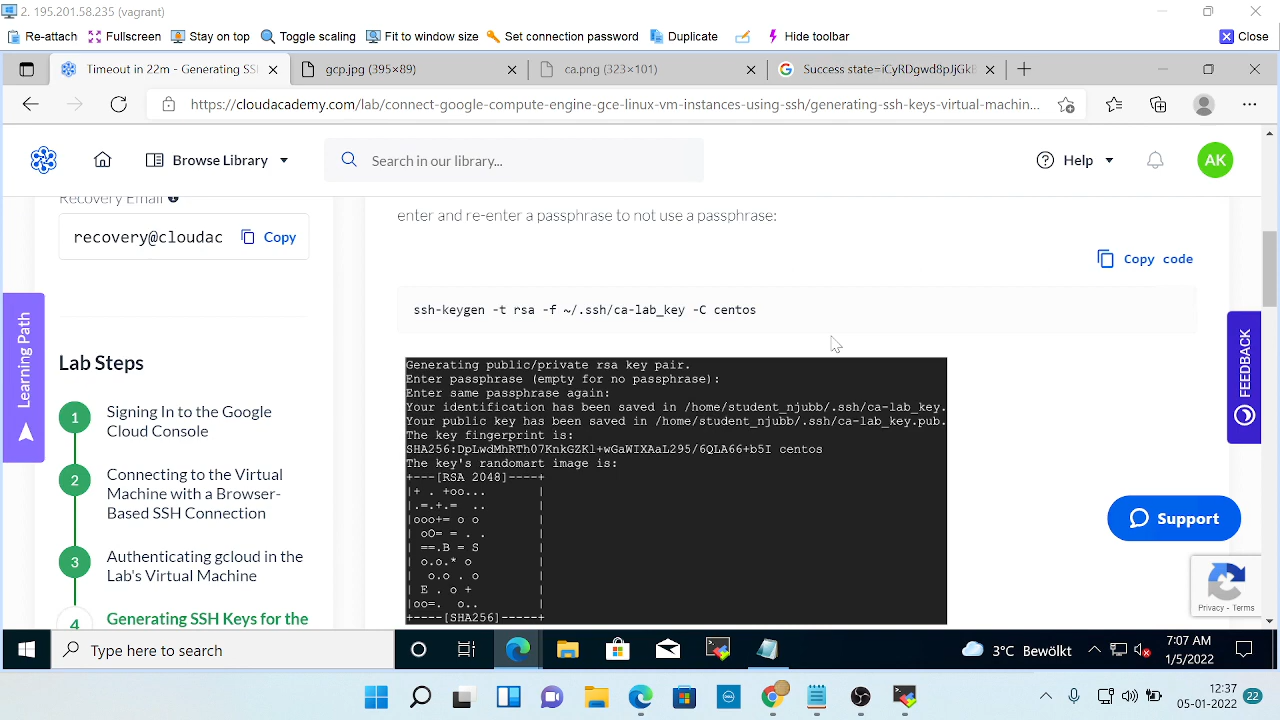 2. 195.201.58.235 (vagrant)
Re-attach Fullscreen Stay on top Toggle scaling Fit to window size Set connection password Duplicate Hide toolbar Close
Timeout in 22m - Generating SSH gcp.jpg (395×89) ca.png (323×101) Success state=iCyRDgwd8pJjGkB
https://cloudacademy.com/lab/connect-google-compute-engine-gce-linux-vm-instances-using-ssh/generating-ssh-keys-virtual-machin...
Browse Library Search in our library... Help AK
Recovery Email
recovery@cloudac Copy
enter and re-enter a passphrase to not use a passphrase:
Copy code
ssh-keygen -t rsa -f ~/.ssh/ca-lab_key -C centos
Learning Path
FEEDBACK
Lab Steps
1 Signing In to the Google
Cloud Console
2 Connecting to the Virtual
Machine with a Browser-
Based SSH Connection
3 Authenticating gcloud in the
Lab's Virtual Machine
4 Generating SSH Keys for the
Generating public/private rsa key pair.
Enter passphrase (empty for no passphrase):
Enter same passphrase again:
Your identification has been saved in /home/student_njubb/.ssh/ca-lab_key.
Your public key has been saved in /home/student_njubb/.ssh/ca-lab_key.pub.
The key fingerprint is:
SHA256:DpLwdMhRTh07KnkGZKl+wGaWIXAaL295/6QLA66+b5I centos
The key's randomart image is:
+---[RSA 2048]----+
|+ . +oo... |
|.=.+.= .. |
|ooo+= o o |
| oO= = . . |
| ==.B = S |
| o.o.* o |
| o.o . o |
| E . o + |
|oo=. o.. |
+----[SHA256]-----+
Support
Privacy - Terms
Type here to search 3°C Bewölkt 7:07 AM
1/5/2022
12:37
05-01-2022 22